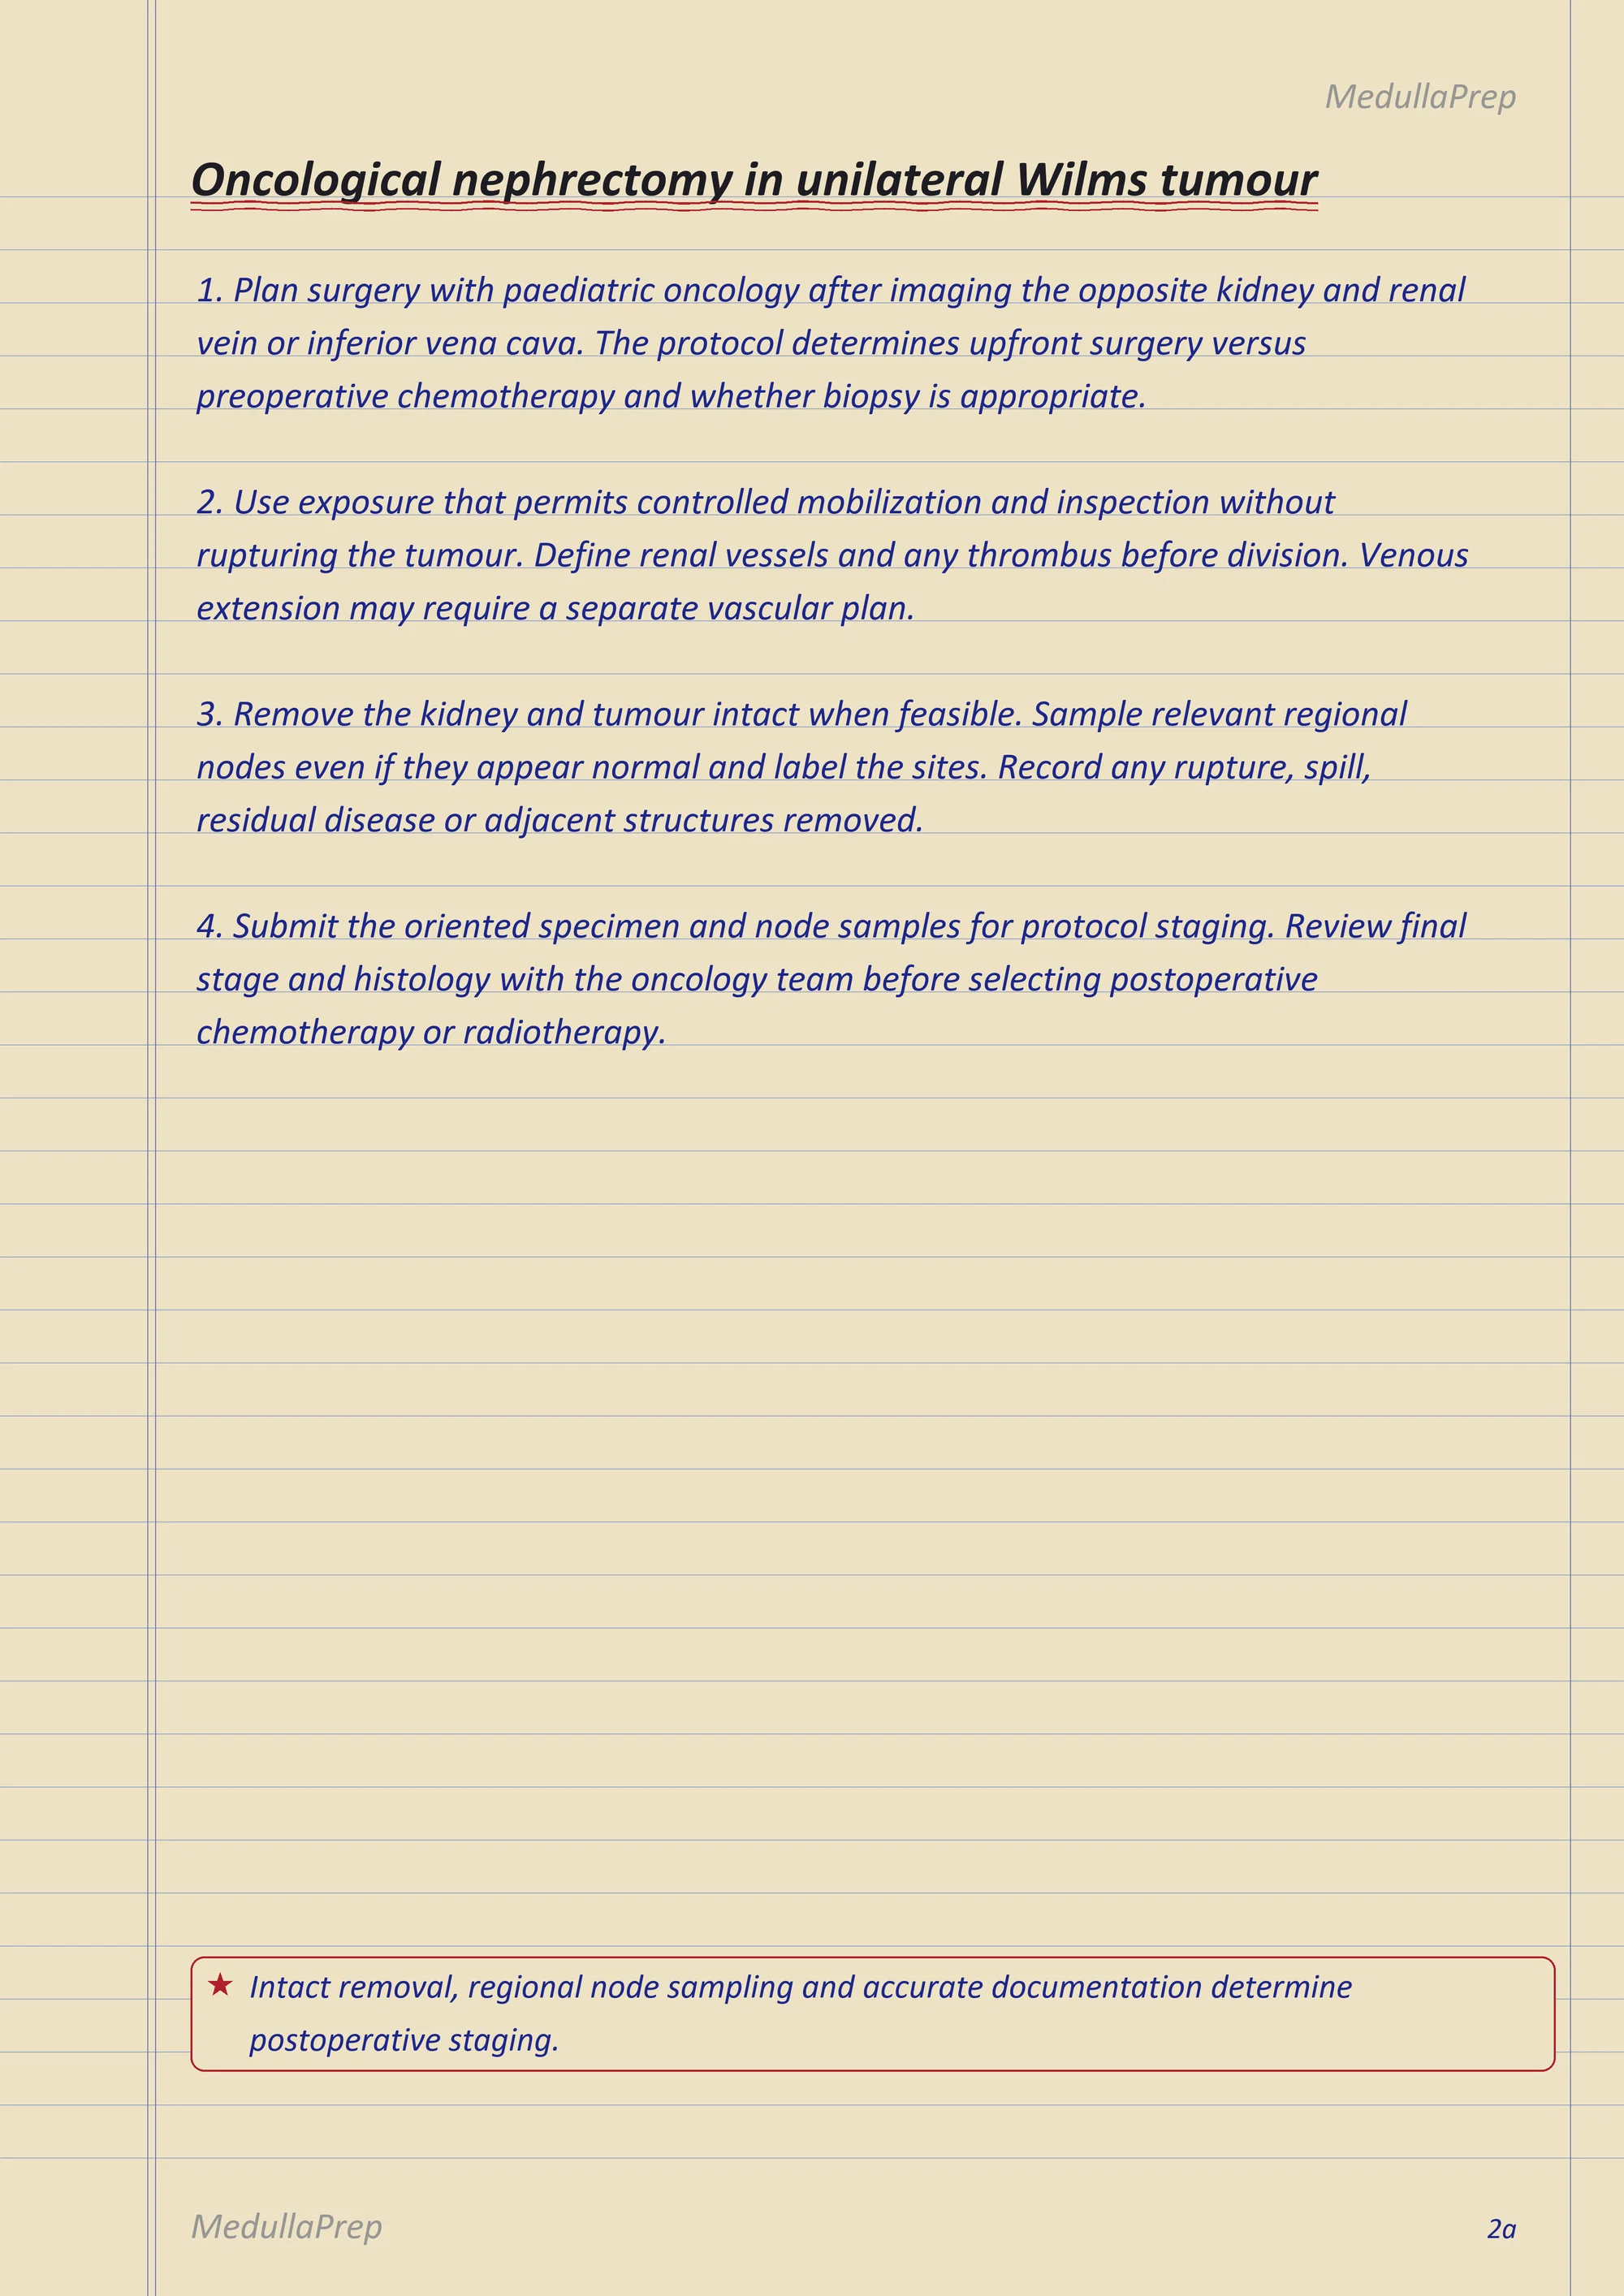 MedullaPrep
Oncological nephrectomy in unilateral Wilms tumour
1. Plan surgery with paediatric oncology after imaging the opposite kidney and renal
vein or inferior vena cava. The protocol determines upfront surgery versus
preoperative chemotherapy and whether biopsy is appropriate.
2. Use exposure that permits controlled mobilization and inspection without
rupturing the tumour. Define renal vessels and any thrombus before division. Venous
extension may require a separate vascular plan.
3. Remove the kidney and tumour intact when feasible. Sample relevant regional
nodes even if they appear normal and label the sites. Record any rupture, spill,
residual disease or adjacent structures removed.
4. Submit the oriented specimen and node samples for protocol staging. Review final
stage and histology with the oncology team before selecting postoperative
chemotherapy or radiotherapy.
★ Intact removal, regional node sampling and accurate documentation determine
postoperative staging.
MedullaPrep
2a